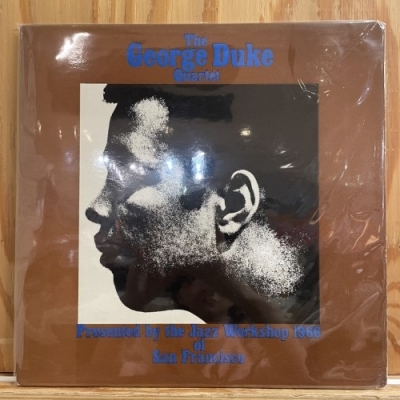 The
George Duke
Quartet
Presented by the Jazz Workshop 1966
of
San Francisco